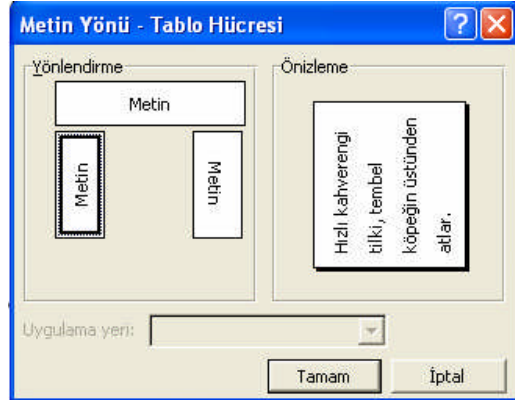 Metin Yönü - Tablo Hücresi
Yönlendirme
Metin
Metin
Metin
Önizleme
Hızlı kahverengi
tilki, tembel
köpeğin üstünden
atlar.
Uygulama yeri:
Tamam
İptal